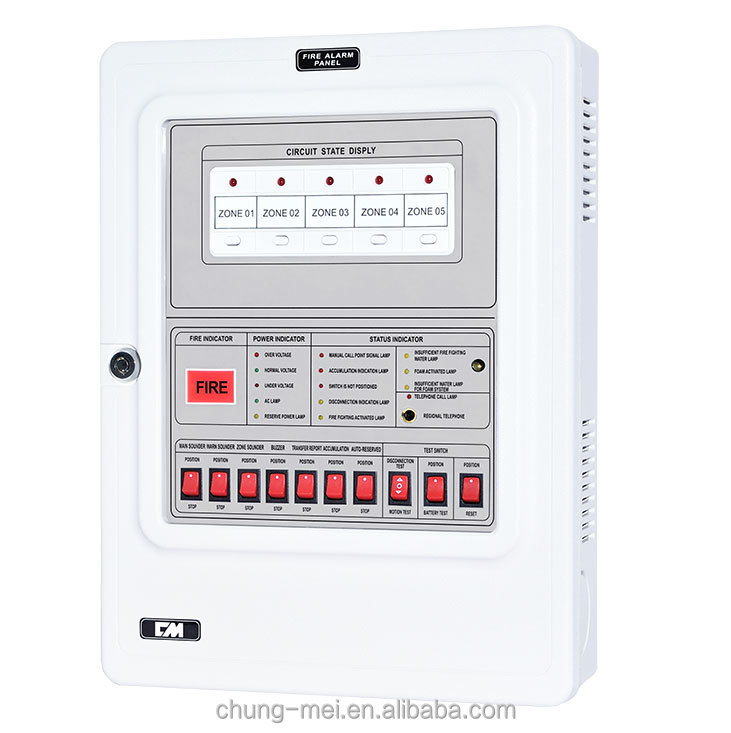 FIRE ALARM
PANEL
CIRCUIT STATE DISPLY
ZONE 01 ZONE 02 ZONE 03 ZONE 04 ZONE 05
FIRE INDICATOR POWER INDICATOR STATUS INDICATOR
FIRE
OVER VOLTAGE
NORMAL VOLTAGE
UNDER VOLTAGE
AC LAMP
RESERVE POWER LAMP
MANUAL CALL POINT SIGNAL LAMP
ACCUMULATION INDICATION LAMP
SWITCH IS NOT POSITIONED
DISCONNECTION INDICATION LAMP
FIRE FIGHTING ACTIVATED LAMP
INSUFFICIENT FIRE FIGHTING
WATER LAMP
FOAM ACTIVATED LAMP
INSUFFICIENT WATER LAMP
FOR FOAM SYSTEM
TELEPHONE CALL LAMP
REGIONAL TELEPHONE
MAIN SOUNDER WARN SOUNDER ZONE SOUNDER BUZZER TRANSFER REPORT ACCUMULATION AUTO-RESERVED TEST SWITCH
POSITION POSITION POSITION POSITION POSITION POSITION POSITION DISCONNECTION TEST POSITION POSITION
STOP STOP STOP STOP STOP STOP STOP MOTION TEST BATTERY TEST RESET
CM
chung-mei.en.alibaba.com